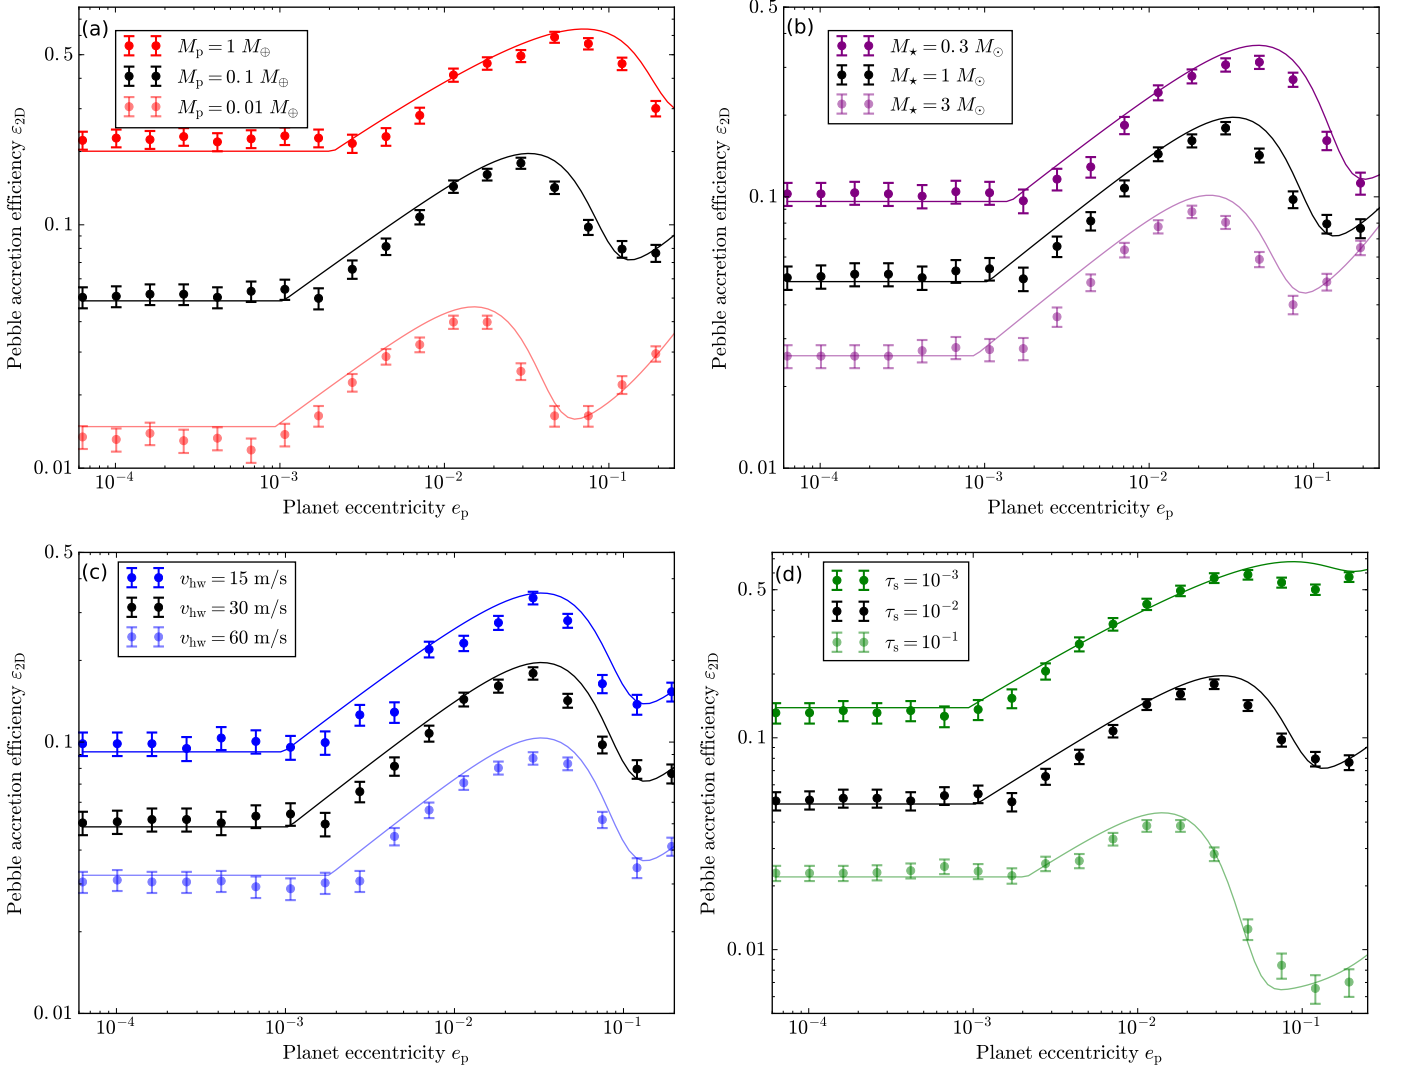 (a)
M_p = 1 M_⊕
M_p = 0.1 M_⊕
M_p = 0.01 M_⊕
0.5
0.1
0.01
Pebble accretion efficiency ε_2D
10^−4 10^−3 10^−2 10^−1
Planet eccentricity e_p
(b)
M_⋆ = 0.3 M_⊙
M_⋆ = 1 M_⊙
M_⋆ = 3 M_⊙
0.5
0.1
0.01
Pebble accretion efficiency ε_2D
10^−4 10^−3 10^−2 10^−1
Planet eccentricity e_p
(c)
v_hw = 15 m/s
v_hw = 30 m/s
v_hw = 60 m/s
0.5
0.1
0.01
Pebble accretion efficiency ε_2D
10^−4 10^−3 10^−2 10^−1
Planet eccentricity e_p
(d)
τ_s = 10^−3
τ_s = 10^−2
τ_s = 10^−1
0.5
0.1
0.01
Pebble accretion efficiency ε_2D
10^−4 10^−3 10^−2 10^−1
Planet eccentricity e_p